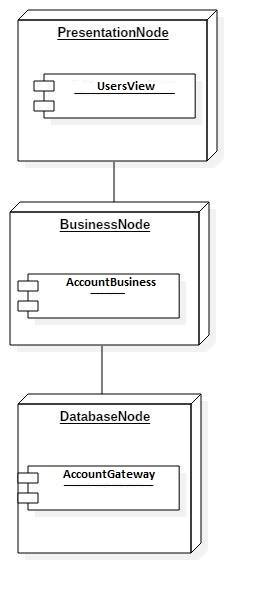 PresentationNode
UsersView
BusinessNode
AccountBusiness
DatabaseNode
AccountGateway